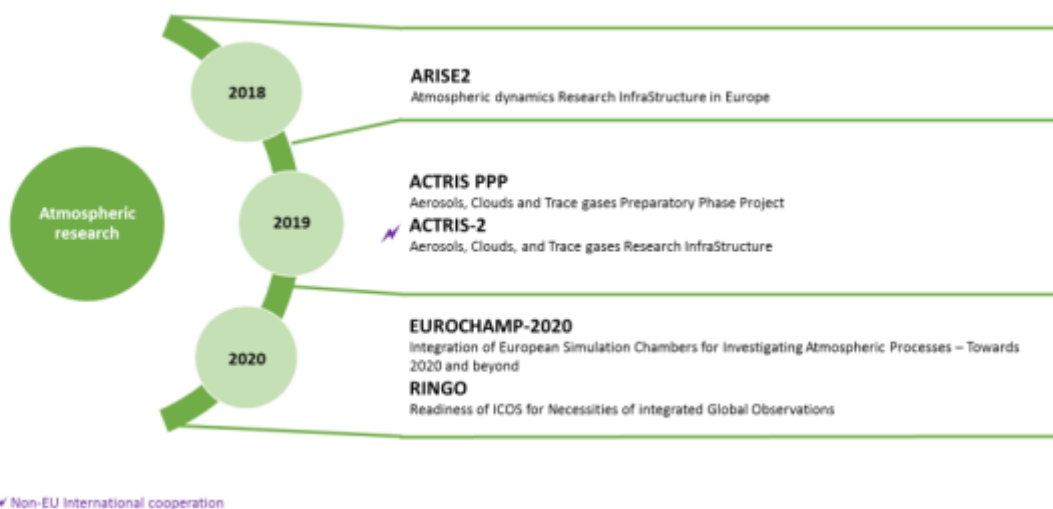 Atmospheric
research
2018
ARISE2
Atmospheric dynamics Research InfraStructure in Europe
2019
ACTRIS PPP
Aerosols, Clouds and Trace gases Preparatory Phase Project
ACTRIS-2
Aerosols, Clouds, and Trace gases Research InfraStructure
2020
EUROCHAMP-2020
Integration of European Simulation Chambers for Investigating Atmospheric Processes – Towards
2020 and beyond
RINGO
Readiness of ICOS for Necessities of integrated Global Observations
Non-EU International cooperation